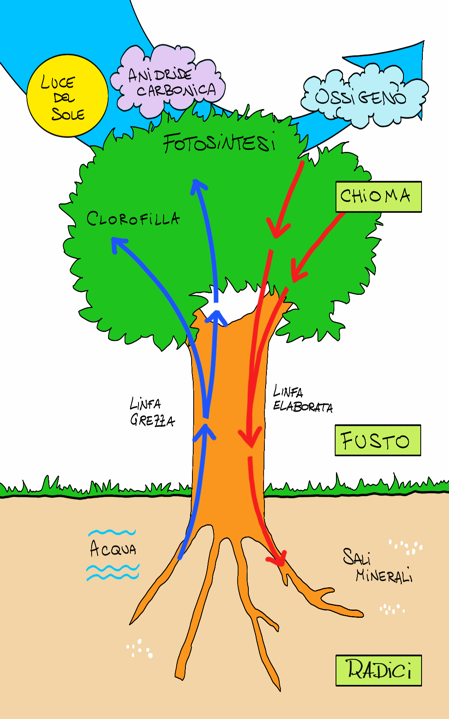 LUCE
DEL
SOLE
ANIDRIDE
CARBONICA
OSSIGENO
FOTOSINTESI
CHIOMA
CLOROFILLA
LINFA
GREZZA
LINFA
ELABORATA
FUSTO
ACQUA
SALI
MINERALI
RADICI